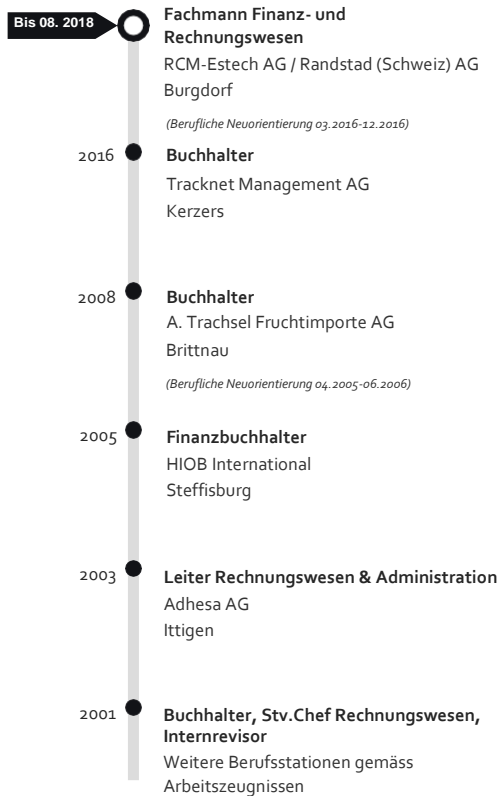 Bis 08. 2018
Fachmann Finanz- und
Rechnungswesen
RCM-Estech AG / Randstad (Schweiz) AG
Burgdorf
(Berufliche Neuorientierung 03.2016-12.2016)
2016
Buchhalter
Tracknet Management AG
Kerzers
2008
Buchhalter
A. Trachsel Fruchtimporte AG
Brittnau
(Berufliche Neuorientierung 04.2005-06.2006)
2005
Finanzbuchhalter
HIOB International
Steffisburg
2003
Leiter Rechnungswesen & Administration
Adhesa AG
Ittigen
2001
Buchhalter, Stv.Chef Rechnungswesen,
Internrevisor
Weitere Berufsstationen gemäss
Arbeitszeugnissen